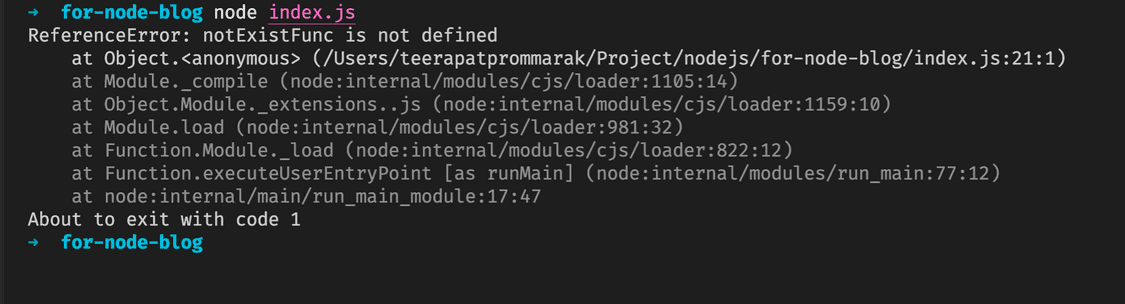 → for-node-blog node index.js
ReferenceError: notExistFunc is not defined
at Object.<anonymous> (/Users/teerapatprommarak/Project/nodejs/for-node-blog/index.js:21:1)
at Module._compile (node:internal/modules/cjs/loader:1105:14)
at Object.Module._extensions..js (node:internal/modules/cjs/loader:1159:10)
at Module.load (node:internal/modules/cjs/loader:981:32)
at Function.Module._load (node:internal/modules/cjs/loader:822:12)
at Function.executeUserEntryPoint [as runMain] (node:internal/modules/run_main:77:12)
at node:internal/main/run_main_module:17:47
About to exit with code 1
→ for-node-blog